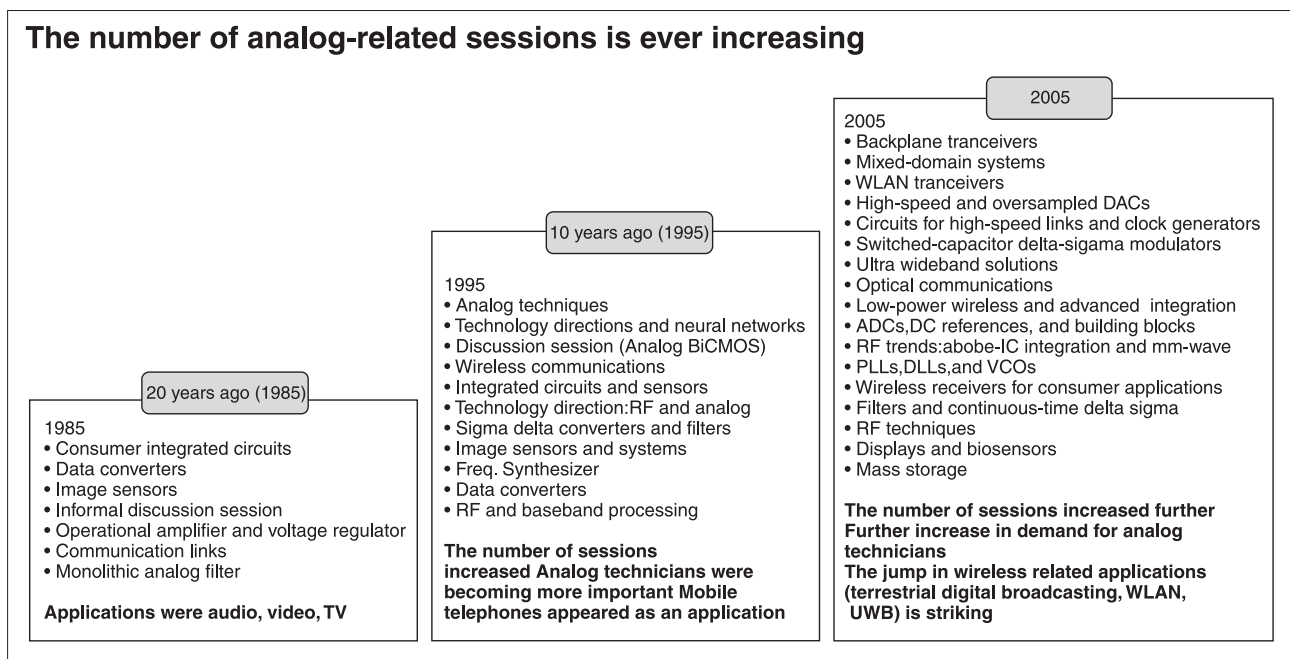 The number of analog-related sessions is ever increasing
20 years ago (1985)
1985
• Consumer integrated circuits
• Data converters
• Image sensors
• Informal discussion session
• Operational amplifier and voltage regulator
• Communication links
• Monolithic analog filter
Applications were audio, video, TV
10 years ago (1995)
1995
• Analog techniques
• Technology directions and neural networks
• Discussion session (Analog BiCMOS)
• Wireless communications
• Integrated circuits and sensors
• Technology direction:RF and analog
• Sigma delta converters and filters
• Image sensors and systems
• Freq. Synthesizer
• Data converters
• RF and baseband processing
The number of sessions
increased Analog technicians were
becoming more important Mobile
telephones appeared as an application
2005
2005
• Backplane tranceivers
• Mixed-domain systems
• WLAN tranceivers
• High-speed and oversampled DACs
• Circuits for high-speed links and clock generators
• Switched-capacitor delta-sigama modulators
• Ultra wideband solutions
• Optical communications
• Low-power wireless and advanced integration
• ADCs,DC references, and building blocks
• RF trends:abobe-IC integration and mm-wave
• PLLs,DLLs,and VCOs
• Wireless receivers for consumer applications
• Filters and continuous-time delta sigma
• RF techniques
• Displays and biosensors
• Mass storage
The number of sessions increased further
Further increase in demand for analog
technicians
The jump in wireless related applications
(terrestrial digital broadcasting, WLAN,
UWB) is striking